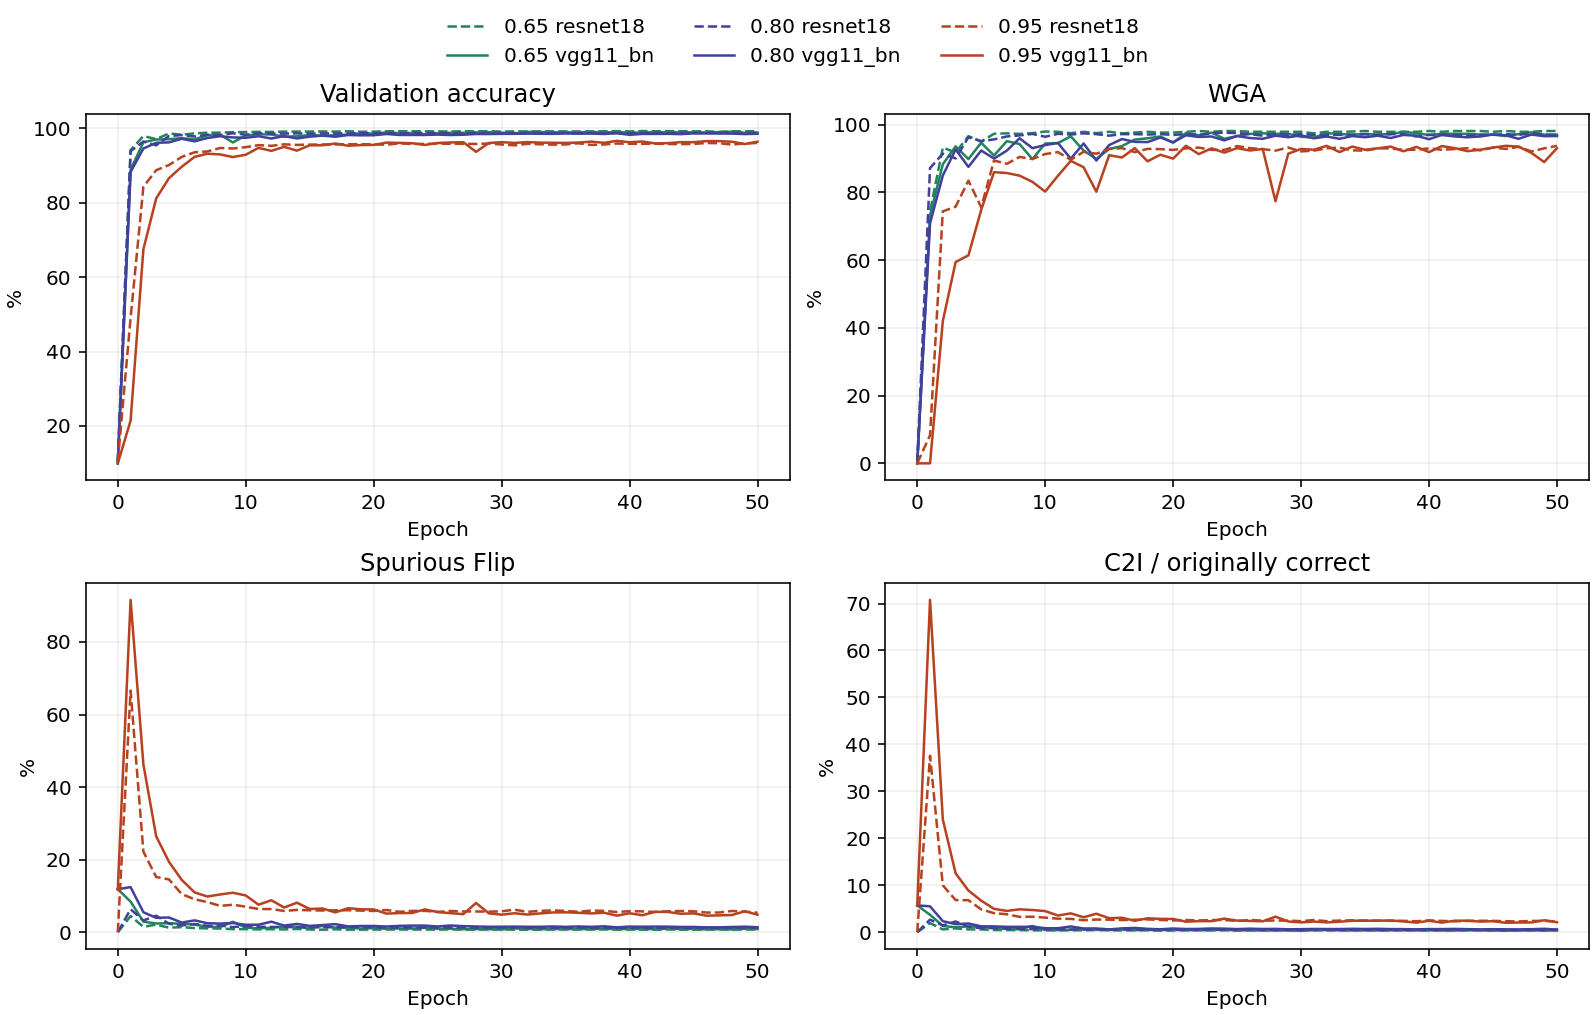 0.65 resnet18 0.80 resnet18 0.95 resnet18
0.65 vgg11_bn 0.80 vgg11_bn 0.95 vgg11_bn
Validation accuracy
%
100
80
60
40
20
0 10 20 30 40 50
Epoch
WGA
%
100
80
60
40
20
0
0 10 20 30 40 50
Epoch
Spurious Flip
%
80
60
40
20
0
0 10 20 30 40 50
Epoch
C2I / originally correct
%
70
60
50
40
30
20
10
0
0 10 20 30 40 50
Epoch